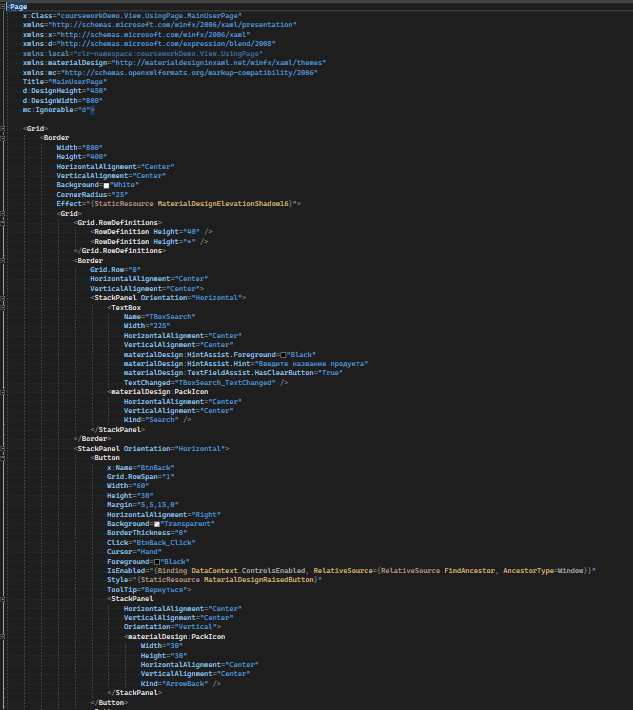 <Page
x:Class="courseworkDemo.View.UsingPage.MainUserPage"
xmlns="http://schemas.microsoft.com/winfx/2006/xaml/presentation"
xmlns:x="http://schemas.microsoft.com/winfx/2006/xaml"
xmlns:d="http://schemas.microsoft.com/expression/blend/2008"
xmlns:local="clr-namespace:courseworkDemo.View.UsingPage"
xmlns:materialDesign="http://materialdesigninxaml.net/winfx/xaml/themes"
xmlns:mc="http://schemas.openxmlformats.org/markup-compatibility/2006"
Title="MainUserPage"
d:DesignHeight="450"
d:DesignWidth="800"
mc:Ignorable="d">
<Grid>
<Border
Width="800"
Height="400"
HorizontalAlignment="Center"
VerticalAlignment="Center"
Background="White"
CornerRadius="25"
Effect="{StaticResource MaterialDesignElevationShadow16}">
<Grid>
<Grid.RowDefinitions>
<RowDefinition Height="40" />
<RowDefinition Height="*" />
</Grid.RowDefinitions>
<Border
Grid.Row="0"
HorizontalAlignment="Center"
VerticalAlignment="Center">
<StackPanel Orientation="Horizontal">
<TextBox
Name="TBoxSearch"
Width="225"
HorizontalAlignment="Center"
VerticalAlignment="Center"
materialDesign:HintAssist.Foreground="Black"
materialDesign:HintAssist.Hint="Введите название продукта"
materialDesign:TextFieldAssist.HasClearButton="True"
TextChanged="TBoxSearch_TextChanged" />
<materialDesign:PackIcon
HorizontalAlignment="Center"
VerticalAlignment="Center"
Kind="Search" />
</StackPanel>
</Border>
<StackPanel Orientation="Horizontal">
<Button
x:Name="BtnBack"
Grid.RowSpan="1"
Width="60"
Height="30"
Margin="5,5,15,0"
HorizontalAlignment="Right"
Background="Transparent"
BorderThickness="0"
Click="BtnBack_Click"
Cursor="Hand"
Foreground="Black"
IsEnabled="{Binding DataContext.ControlsEnabled, RelativeSource={RelativeSource FindAncestor, AncestorType=Window}}"
Style="{StaticResource MaterialDesignRaisedButton}"
ToolTip="Вернуться">
<StackPanel
HorizontalAlignment="Center"
VerticalAlignment="Center"
Orientation="Vertical">
<materialDesign:PackIcon
Width="30"
Height="30"
HorizontalAlignment="Center"
VerticalAlignment="Center"
Kind="ArrowBack" />
</StackPanel>
</Button>